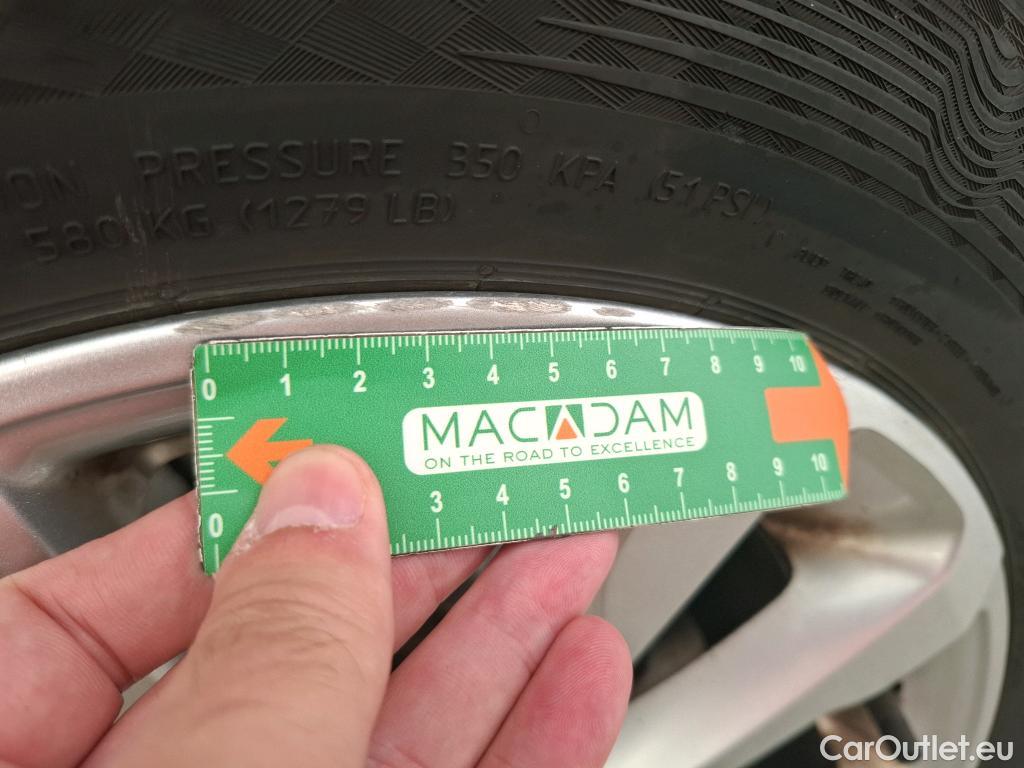 ION PRESSURE 350 KPA (51 PSI)
580 KG (1279 LB)
0 1 2 3 4 5 6 7 8 9 10
MACADAM
ON THE ROAD TO EXCELLENCE
0 3 4 5 6 7 8 9 10
CarOutlet.eu